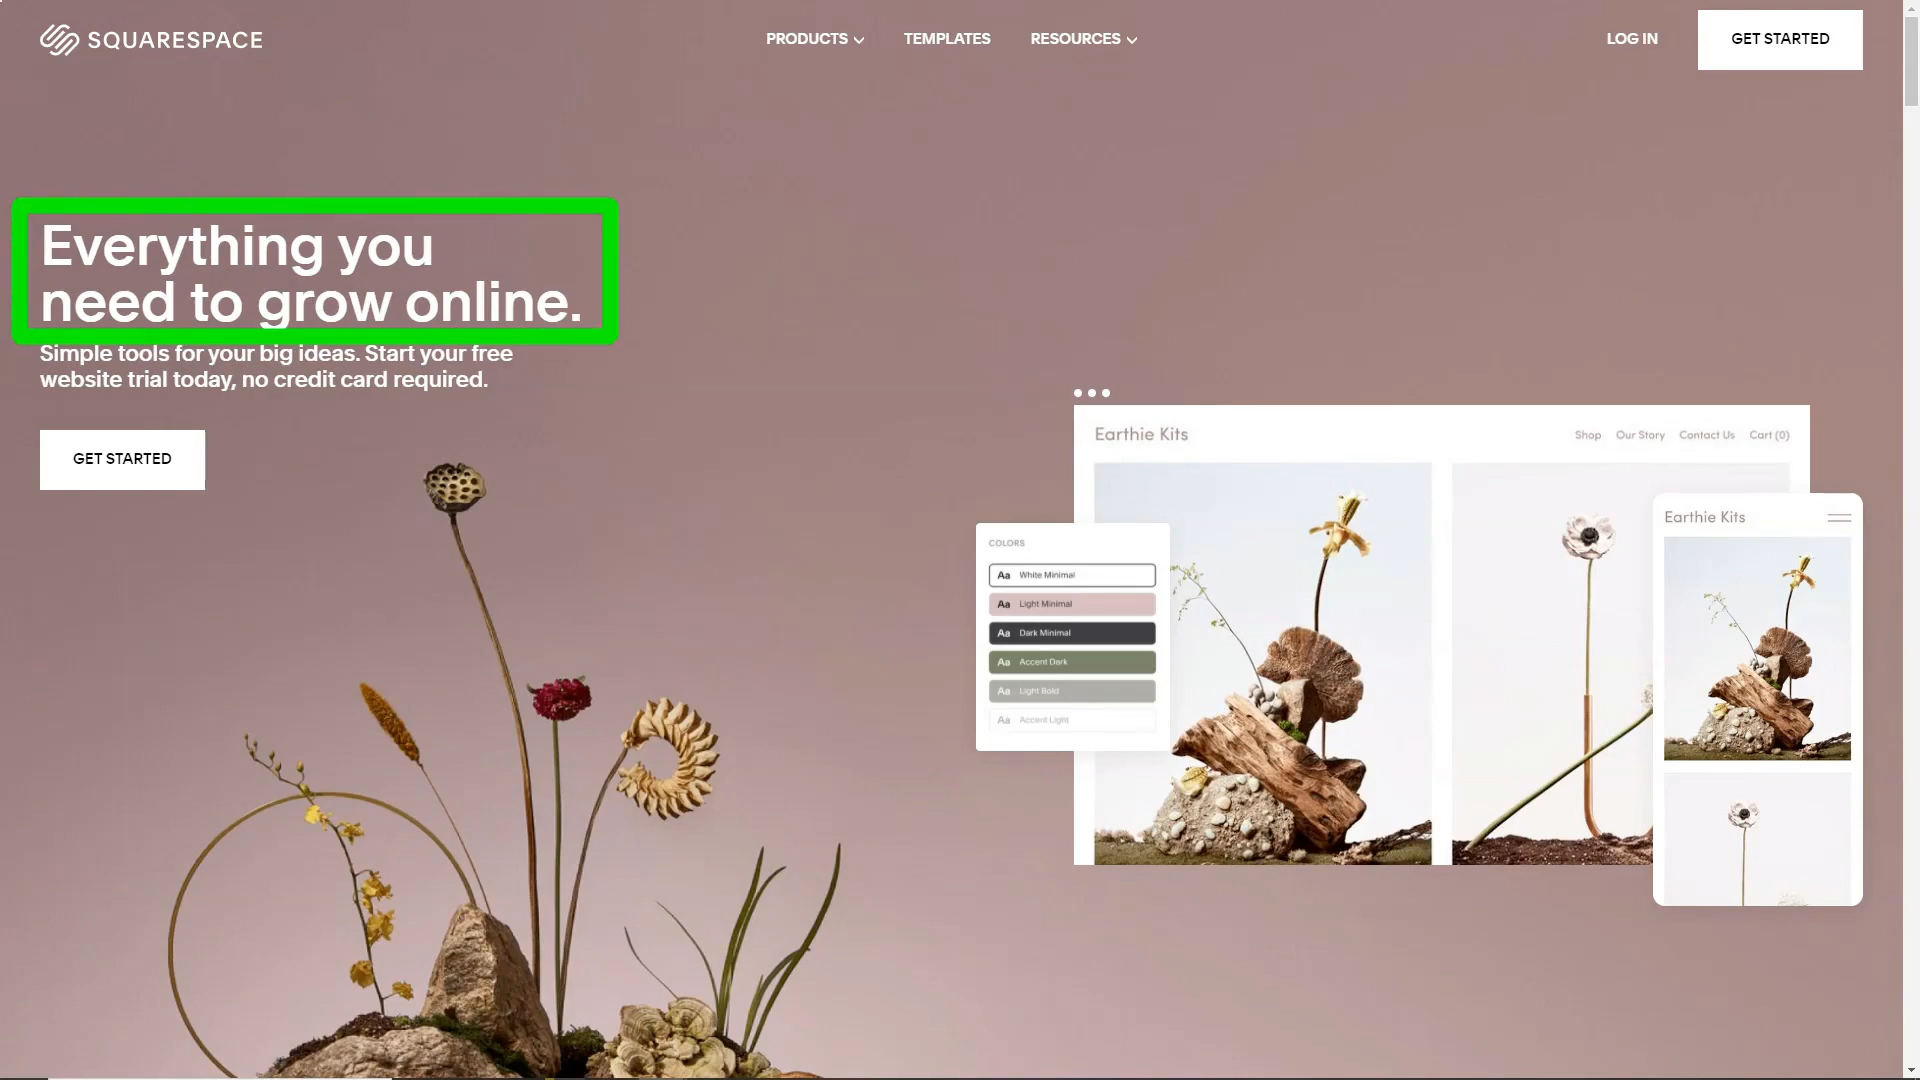 SQUARESPACE
PRODUCTS
TEMPLATES
RESOURCES
LOG IN
GET STARTED
Everything you
need to grow online.
Simple tools for your big ideas. Start your free
website trial today, no credit card required.
GET STARTED
Earthie Kits
Shop
Our Story
Contact Us
Cart (0)
COLORS
Aa White Minimal
Aa Light Minimal
Aa Dark Minimal
Aa Accent Dark
Aa Light Bold
Aa Accent Light
Earthie Kits